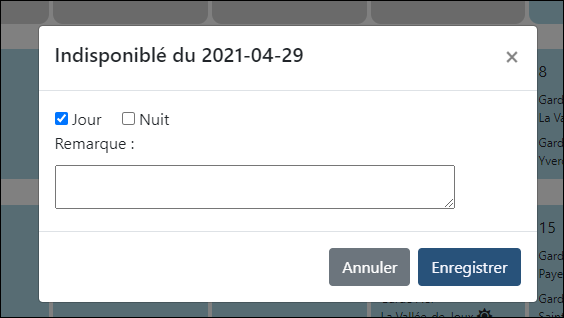 Indisponiblé du 2021-04-29
×
Jour Nuit
Remarque :
Annuler Enregistrer
8
Gard
La Va
Gard
Yver
15
Gard
Paye
Gard
La Vallée de Joux
Saint